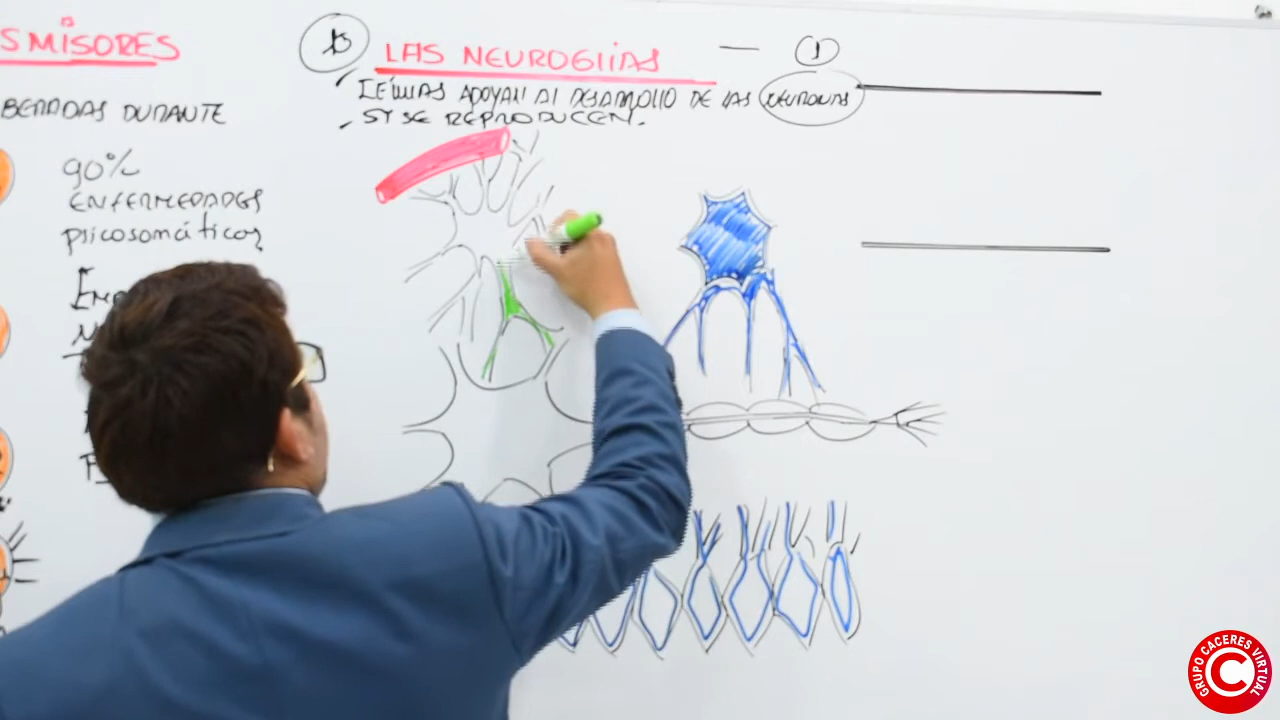 SMISORES
BERADAS DURANTE
90%
ENFERMEDADES
psicosomáticos
b
LAS NEUROGLIAS — 1
CÉLULAS APOYAN AL DESARROLLO DE LAS NEURONAS
SI SE REPRODUCEN.
GRUPO CACERES VIRTUAL
C